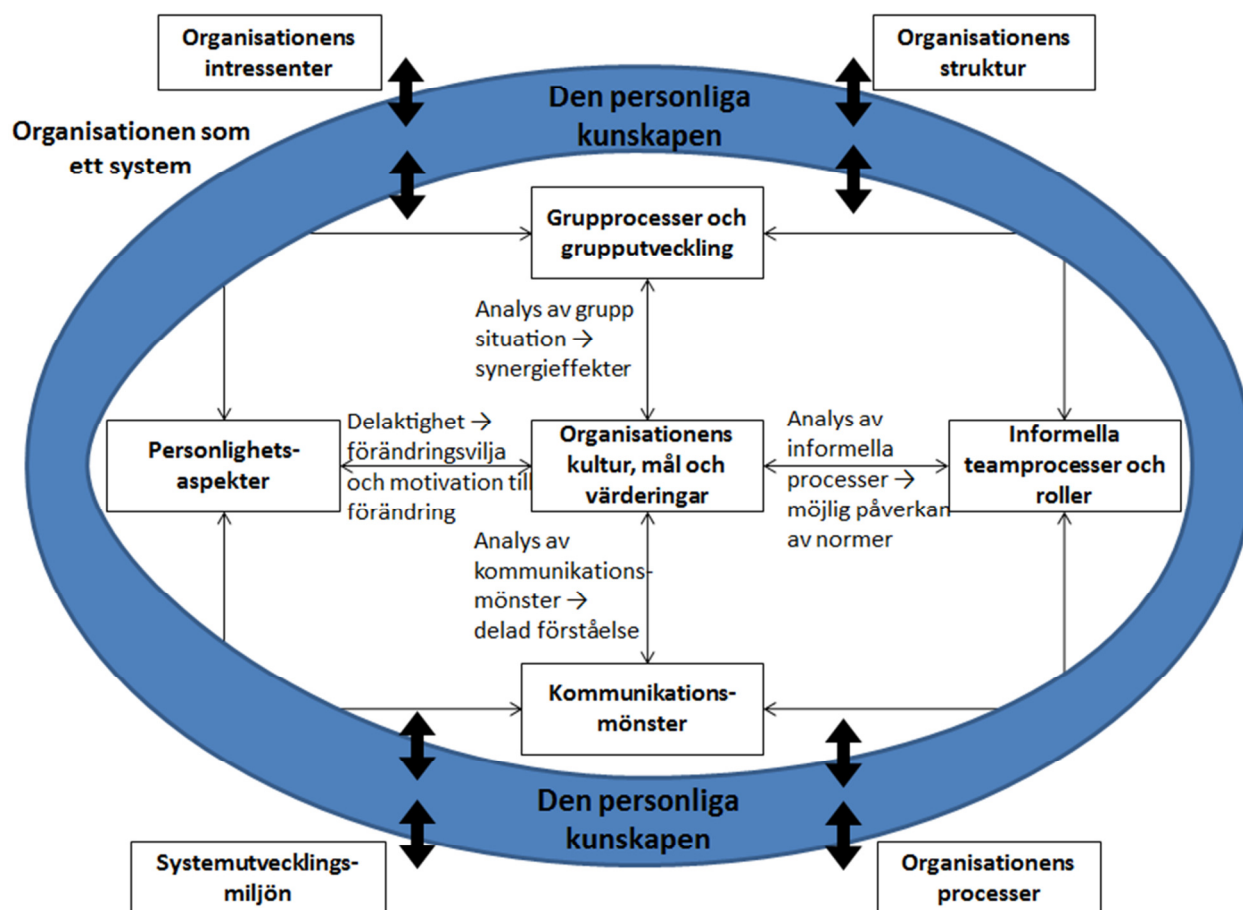 Organisationens
intressenter
Organisationens
struktur
Den personliga
kunskapen
Organisationen som
ett system
Grupprocesser och
grupputveckling
Analys av grupp
situation →
synergieffekter
Personlighets-
aspekter
Delaktighet →
förändringsvilja
och motivation till
förändring
Organisationens
kultur, mål och
värderingar
Analys av
informella
processer →
möjlig påverkan
av normer
Informella
teamprocesser och
roller
Analys av
kommunikations-
mönster →
delad förståelse
Kommunikations-
mönster
Den personliga
kunskapen
Systemutvecklings-
miljön
Organisationens
processer